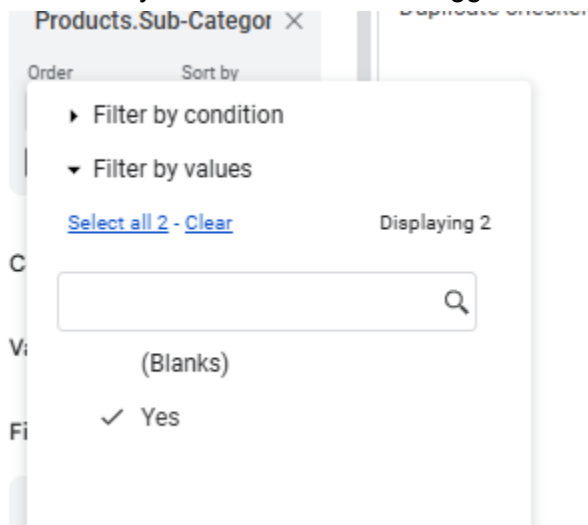 Products.Sub-Categor ×
Order Sort by
Filter by condition
Filter by values
Select all 2 - Clear Displaying 2
(Blanks)
Yes